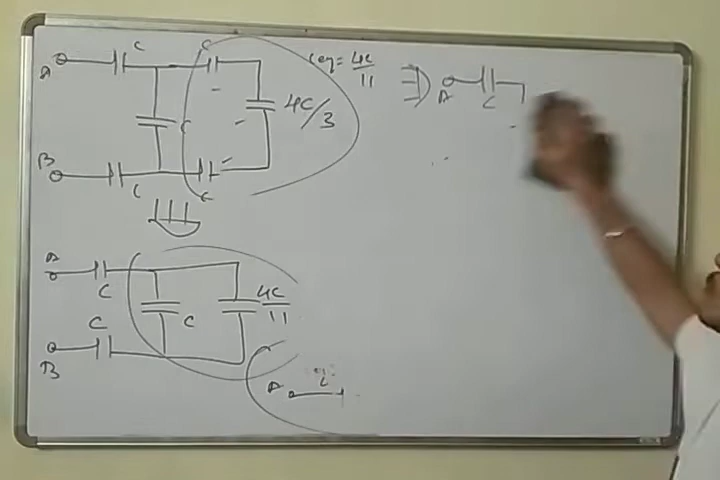 A C C Ceq = 4C/11 ⇒ A C
C 4C/3
B C C
A C C 4C/11
C
B
A C